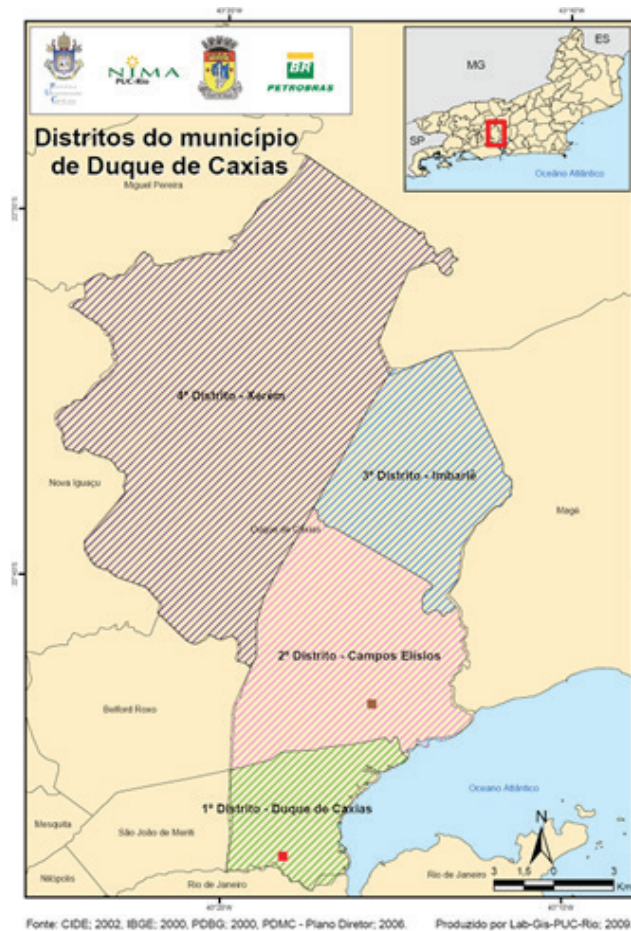 43°20'W
NIMA
PUC-Rio
BR
PETROBRAS
MG
ES
SP
Oceâno Atlântico
Distritos do município
de Duque de Caxias
Miguel Pereira
4º Distrito - Xerém
3º Distrito - Imbariê
Nova Iguaçu
Magé
Duque de Caxias
2º Distrito - Campos Elísios
Belford Roxo
Oceano Atlântico
1º Distrito - Duque de Caxias
Mesquita
São João de Meriti
N
Nilópolis
Rio de Janeiro
Rio de Janeiro
3 1,5 0 3
Km
Fonte: CIDE; 2002, IBGE; 2000, PDBG; 2000, PDMC - Plano Diretor; 2006. Produzido por Lab-Gis-PUC-Rio; 2009